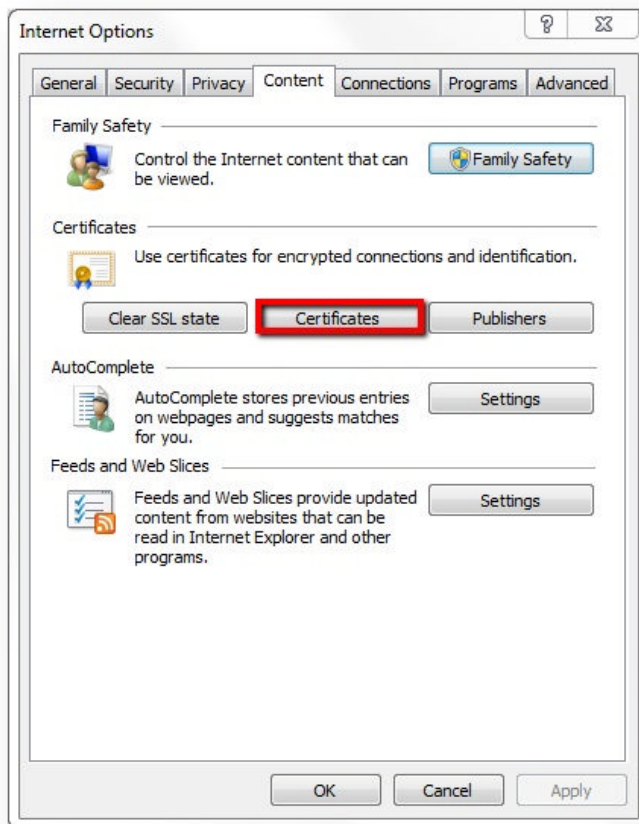 Internet Options
General Security Privacy Content Connections Programs Advanced
Family Safety
Control the Internet content that can
be viewed.
Family Safety
Certificates
Use certificates for encrypted connections and identification.
Clear SSL state Certificates Publishers
AutoComplete
AutoComplete stores previous entries
on webpages and suggests matches
for you.
Settings
Feeds and Web Slices
Feeds and Web Slices provide updated
content from websites that can be
read in Internet Explorer and other
programs.
Settings
OK Cancel Apply